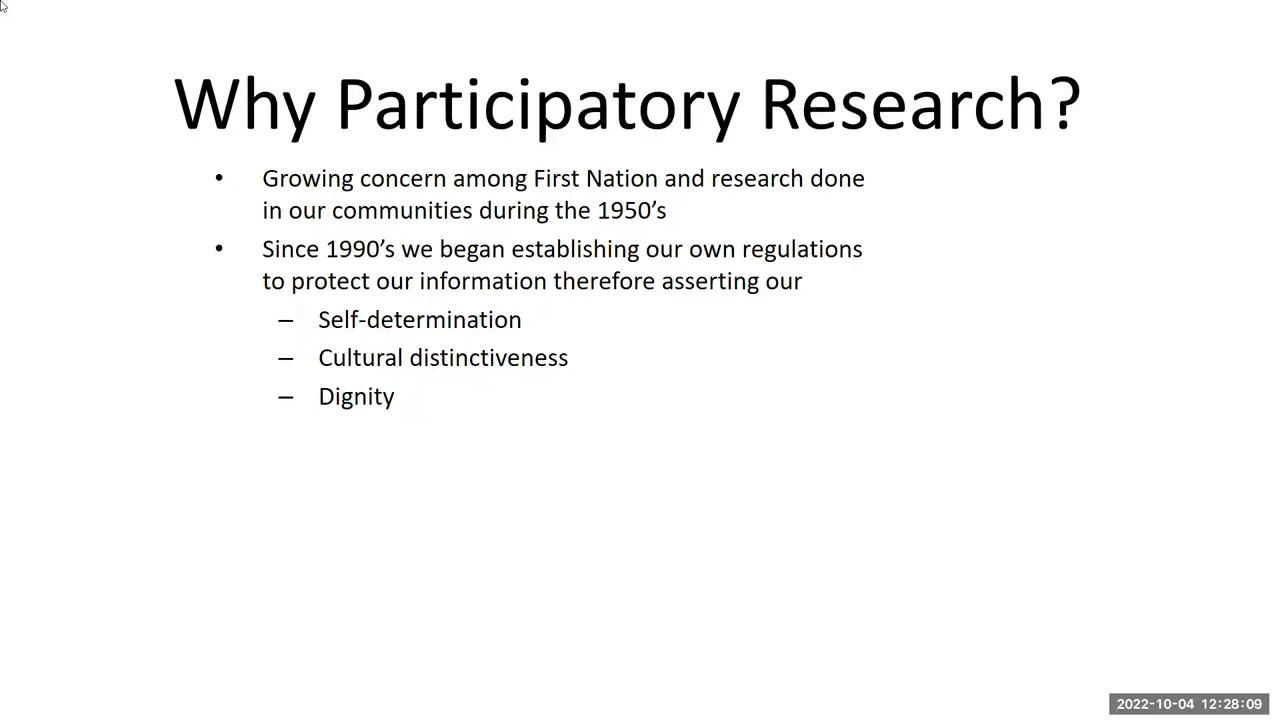 Why Participatory Research?
• Growing concern among First Nation and research done
in our communities during the 1950’s
• Since 1990’s we began establishing our own regulations
to protect our information therefore asserting our
– Self-determination
– Cultural distinctiveness
– Dignity
2022-10-04 12:28:09